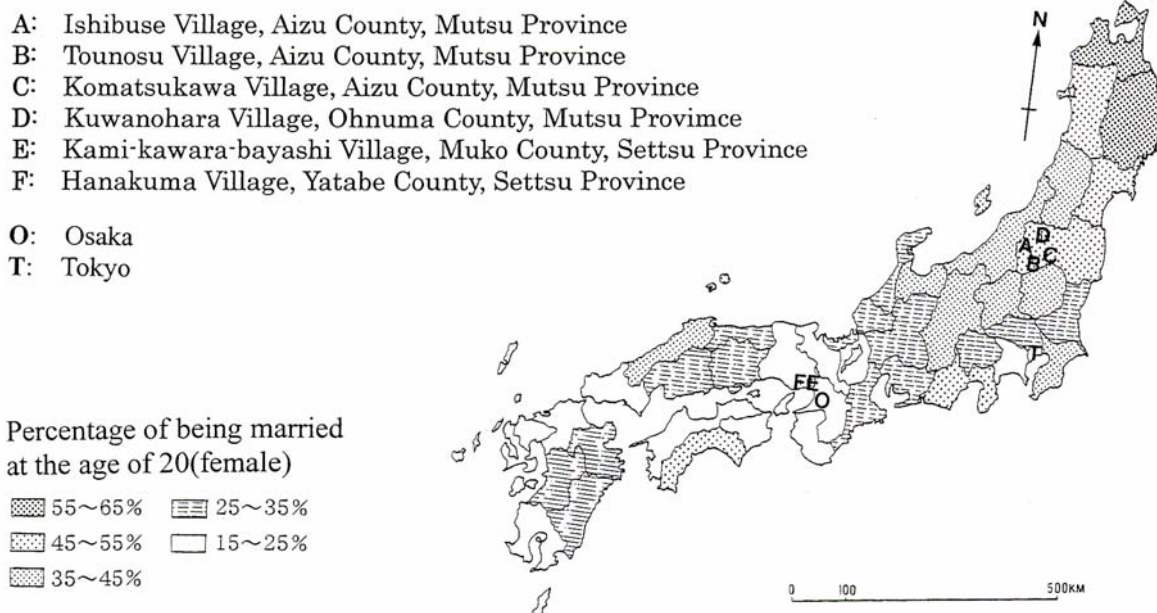 A: Ishibuse Village, Aizu County, Mutsu Province
B: Tounosu Village, Aizu County, Mutsu Province
C: Komatsukawa Village, Aizu County, Mutsu Province
D: Kuwanohara Village, Ohnuma County, Mutsu Provimce
E: Kami-kawara-bayashi Village, Muko County, Settsu Province
F: Hanakuma Village, Yatabe County, Settsu Province
O: Osaka
T: Tokyo
N
D
A
C
B
T
FE
O
Percentage of being married
at the age of 20(female)
55~65% 25~35%
45~55% 15~25%
35~45%
0 100 500KM